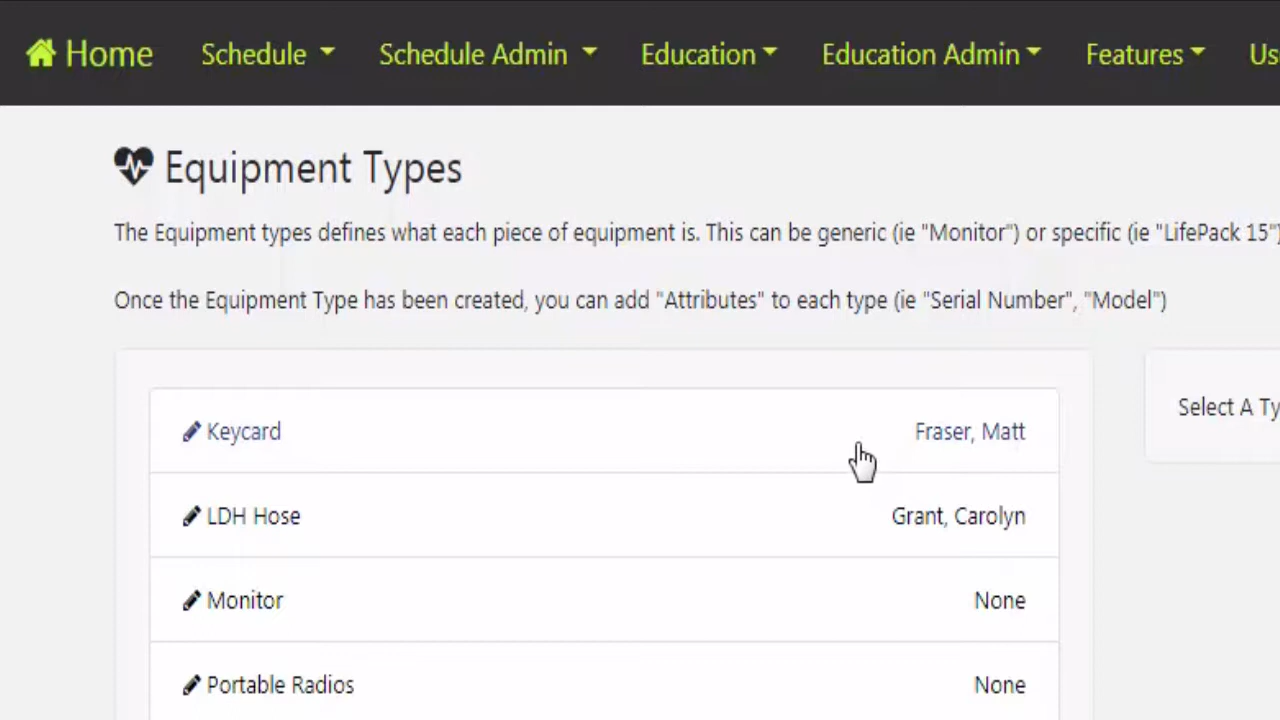 Home Schedule Schedule Admin Education Education Admin Features Us
Equipment Types
The Equipment types defines what each piece of equipment is. This can be generic (ie "Monitor") or specific (ie "LifePack 15")
Once the Equipment Type has been created, you can add "Attributes" to each type (ie "Serial Number", "Model")
Keycard Fraser, Matt
Select A Ty
LDH Hose Grant, Carolyn
Monitor None
Portable Radios None